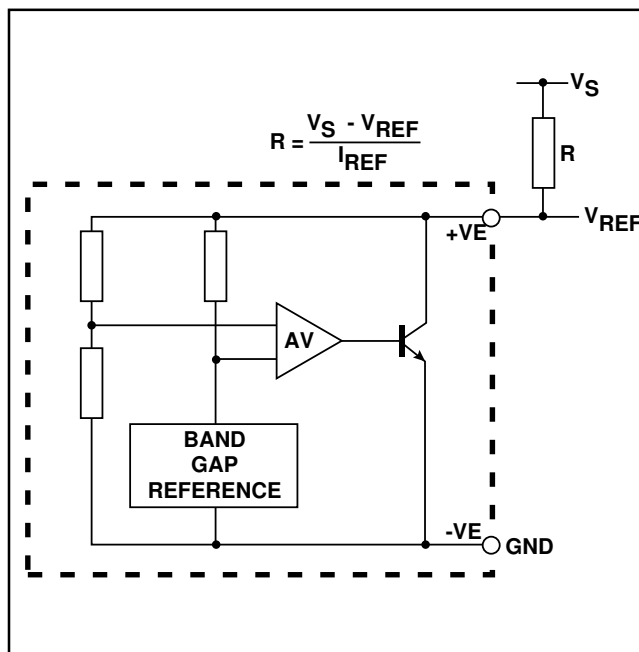 V_S
R = V_S - V_REF
I_REF
R
+VE
V_REF
AV
BAND
GAP
REFERENCE
-VE
GND